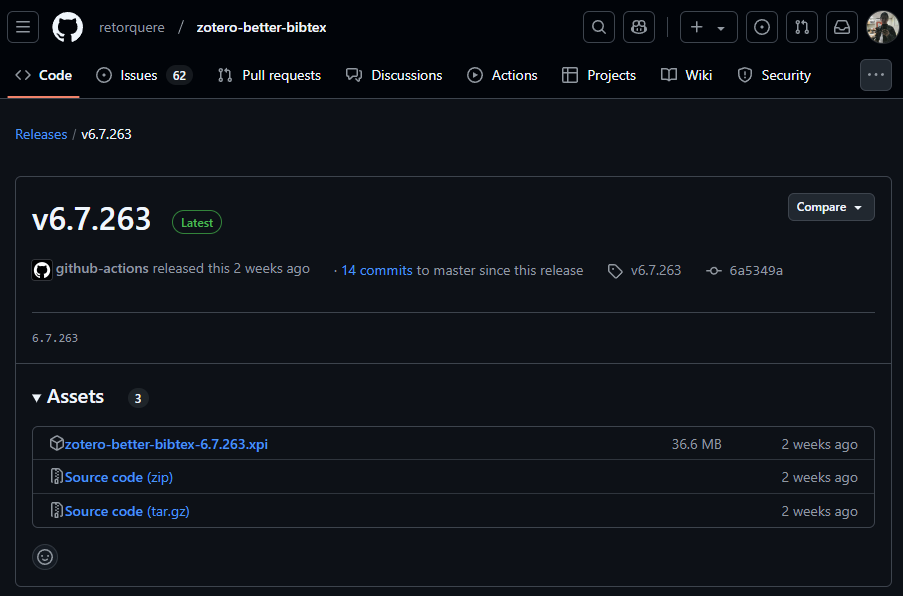 retorquere / zotero-better-bibtex
Code Issues 62 Pull requests Discussions Actions Projects Wiki Security
Releases / v6.7.263
v6.7.263 Latest Compare
github-actions released this 2 weeks ago · 14 commits to master since this release v6.7.263 6a5349a
6.7.263
Assets 3
zotero-better-bibtex-6.7.263.xpi 36.6 MB 2 weeks ago
Source code (zip) 2 weeks ago
Source code (tar.gz) 2 weeks ago